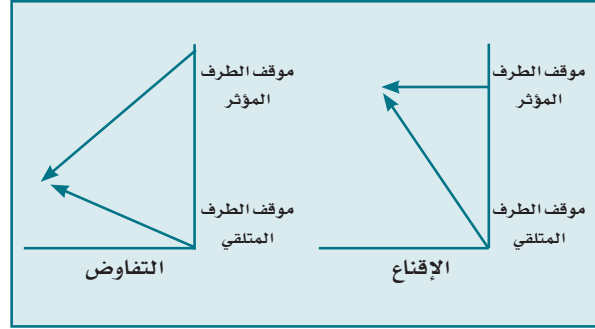 موقف الطرف
المؤثر
موقف الطرف
المتلقي
الإقناع
موقف الطرف
المؤثر
موقف الطرف
المتلقي
التفاوض